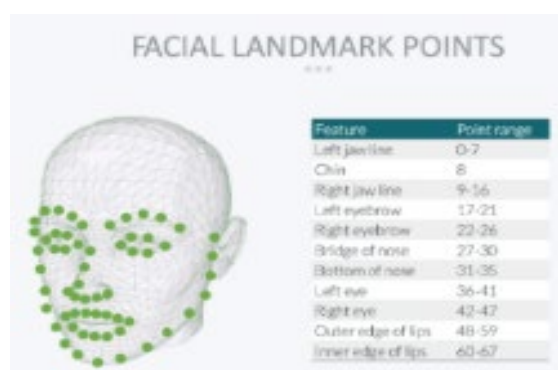 FACIAL LANDMARK POINTS
Feature Point range
Left jaw line 0-7
Chin 8
Right jaw line 9-16
Left eyebrow 17-21
Right eyebrow 22-26
Bridge of nose 27-30
Bottom of nose 31-35
Left eye 36-41
Right eye 42-47
Outer edge of lips 48-59
Inner edge of lips 60-67